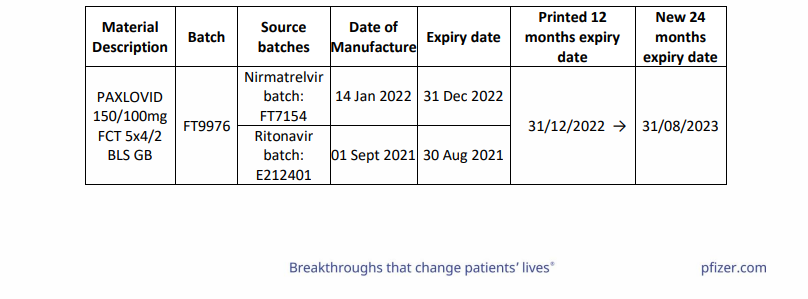 Material Description
Batch
Source batches
Date of Manufacture
Expiry date
Printed 12 months expiry date
New 24 months expiry date
PAXLOVID 150/100mg FCT 5x4/2 BLS GB
FT9976
Nirmatrelvir batch: FT7154
14 Jan 2022
31 Dec 2022
31/12/2022 →
31/08/2023
Ritonavir batch: E212401
01 Sept 2021
30 Aug 2021
Breakthroughs that change patients’ lives®
pfizer.com